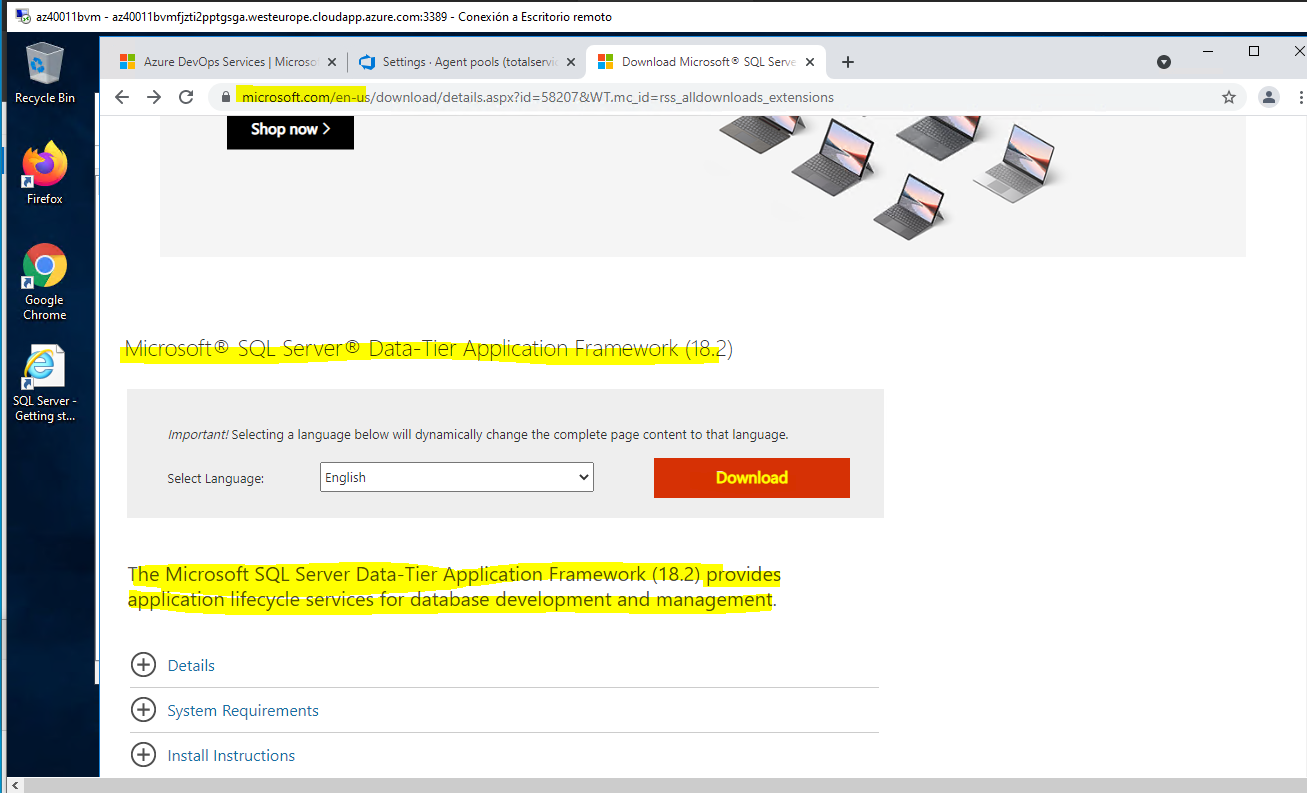 az40011bvm - az40011bvmfjzti2pptgsga.westeurope.cloudapp.azure.com:3389 - Conexión a Escritorio remoto
Recycle Bin
Firefox
Google
Chrome
SQL Server -
Getting st...
Azure DevOps Services | Microso
Settings · Agent pools (totalservic
Download Microsoft® SQL Serve
microsoft.com/en-us/download/details.aspx?id=58207&WT.mc_id=rss_alldownloads_extensions
Shop now >
Microsoft® SQL Server® Data-Tier Application Framework (18.2)
Important! Selecting a language below will dynamically change the complete page content to that language.
Select Language:
English
Download
The Microsoft SQL Server Data-Tier Application Framework (18.2) provides
application lifecycle services for database development and management.
Details
System Requirements
Install Instructions